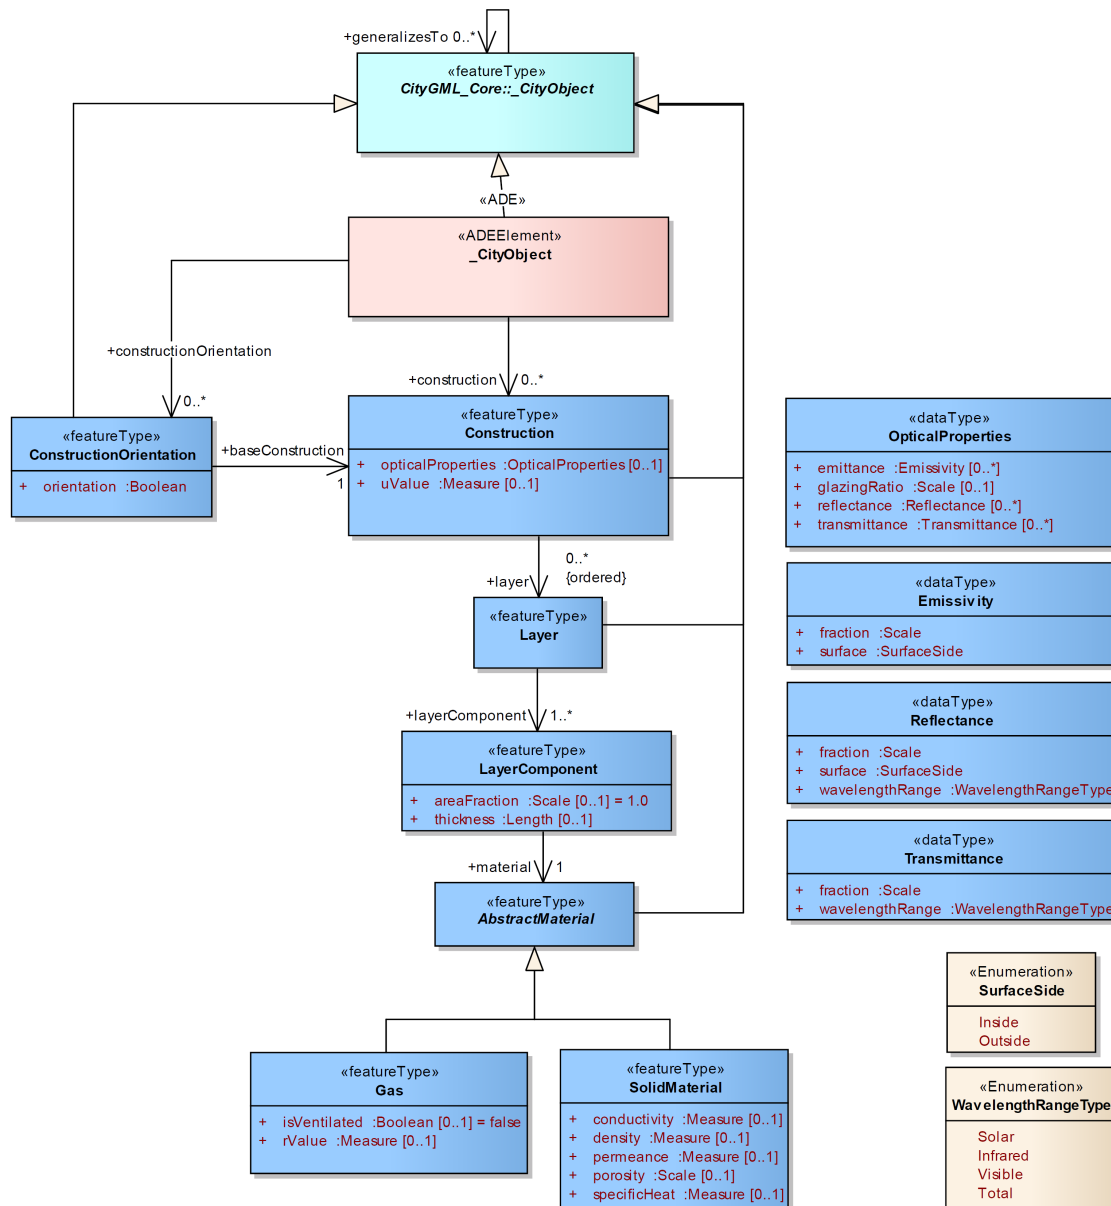 +generalizesTo 0..*
«featureType»
CityGML_Core::_CityObject
«ADE»
«ADEElement»
_CityObject
+constructionOrientation
0..*
+construction 0..*
«featureType»
ConstructionOrientation
+ orientation :Boolean
+baseConstruction
1
«featureType»
Construction
+ opticalProperties :OpticalProperties [0..1]
+ uValue :Measure [0..1]
0..*
{ordered}
+layer
«featureType»
Layer
+layerComponent 1..*
«featureType»
LayerComponent
+ areaFraction :Scale [0..1] = 1.0
+ thickness :Length [0..1]
+material 1
«featureType»
AbstractMaterial
«featureType»
Gas
+ isVentilated :Boolean [0..1] = false
+ rValue :Measure [0..1]
«featureType»
SolidMaterial
+ conductivity :Measure [0..1]
+ density :Measure [0..1]
+ permeance :Measure [0..1]
+ porosity :Scale [0..1]
+ specificHeat :Measure [0..1]
«dataType»
OpticalProperties
+ emittance :Emissivity [0..*]
+ glazingRatio :Scale [0..1]
+ reflectance :Reflectance [0..*]
+ transmittance :Transmittance [0..*]
«dataType»
Emissivity
+ fraction :Scale
+ surface :SurfaceSide
«dataType»
Reflectance
+ fraction :Scale
+ surface :SurfaceSide
+ wavelengthRange :WavelengthRangeType
«dataType»
Transmittance
+ fraction :Scale
+ wavelengthRange :WavelengthRangeType
«Enumeration»
SurfaceSide
Inside
Outside
«Enumeration»
WavelengthRangeType
Solar
Infrared
Visible
Total